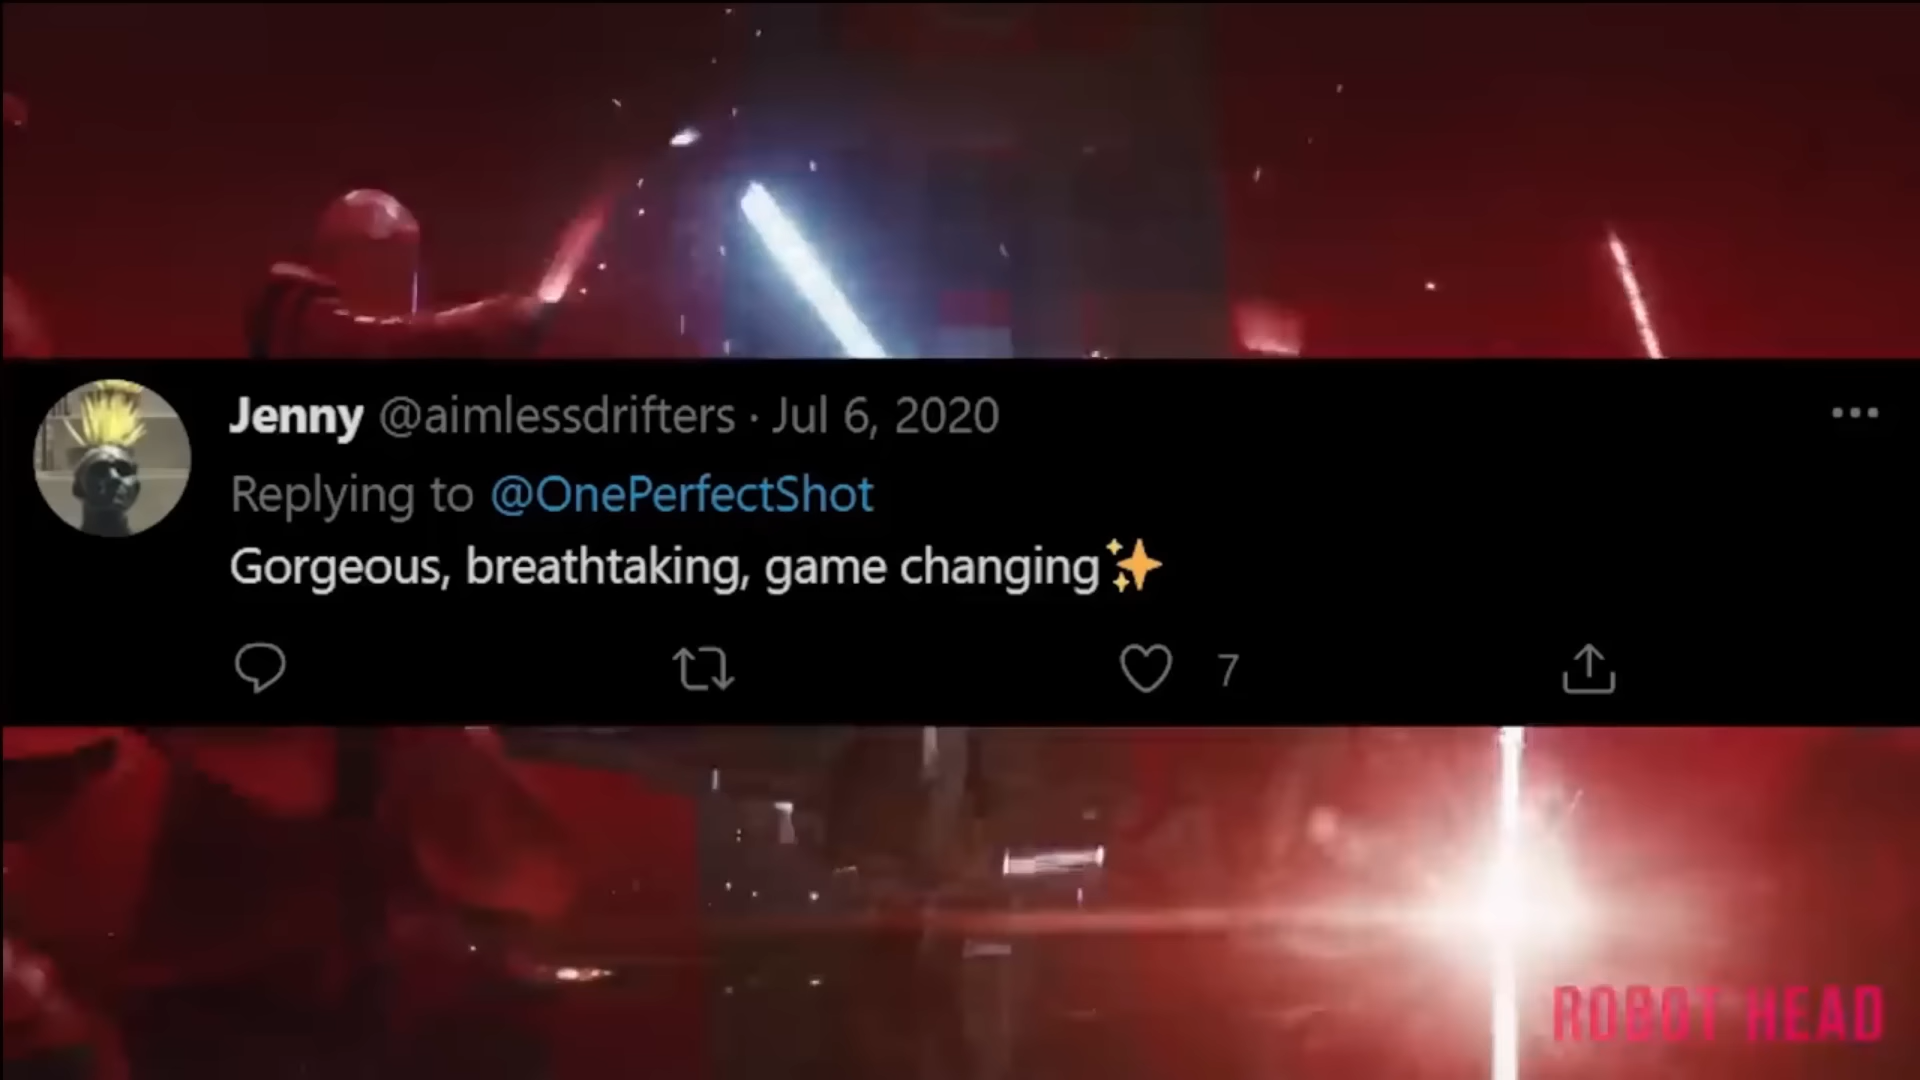 Jenny @aimlessdrifters · Jul 6, 2020
Replying to @OnePerfectShot
Gorgeous, breathtaking, game changing✨
7
ROBOT HEAD